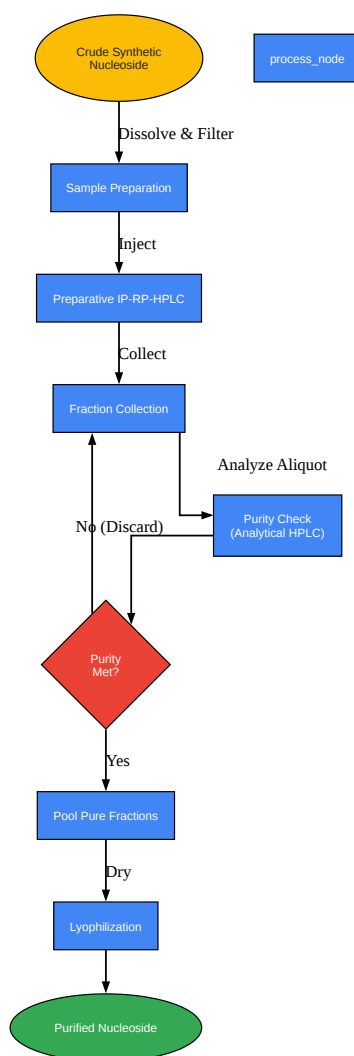 Crude Synthetic
Nucleoside
process_node
Dissolve & Filter
Sample Preparation
Inject
Preparative IP-RP-HPLC
Collect
Fraction Collection
Analyze Aliquot
Purity Check
(Analytical HPLC)
No (Discard)
Purity
Met?
Yes
Pool Pure Fractions
Dry
Lyophilization
Purified Nucleoside